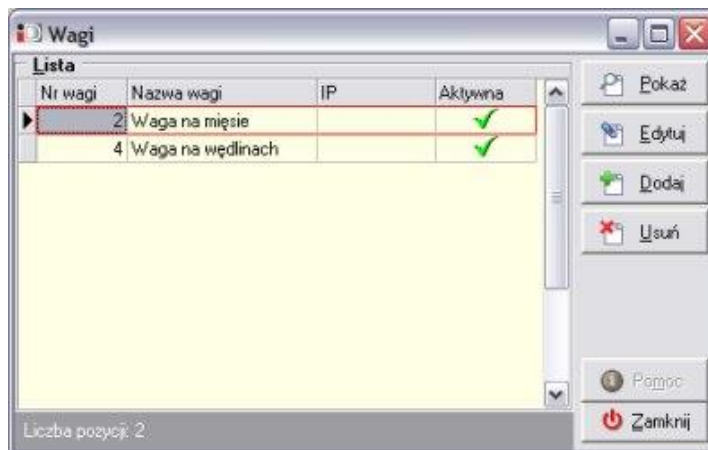 Wagi
Lista
Nr wagi Nazwa wagi IP Aktywna
2 Waga na mięsie
4 Waga na wędlinach
Pokaż
Edytuj
Dodaj
Usuń
Pomoc
Zamknij
Liczba pozycji: 2